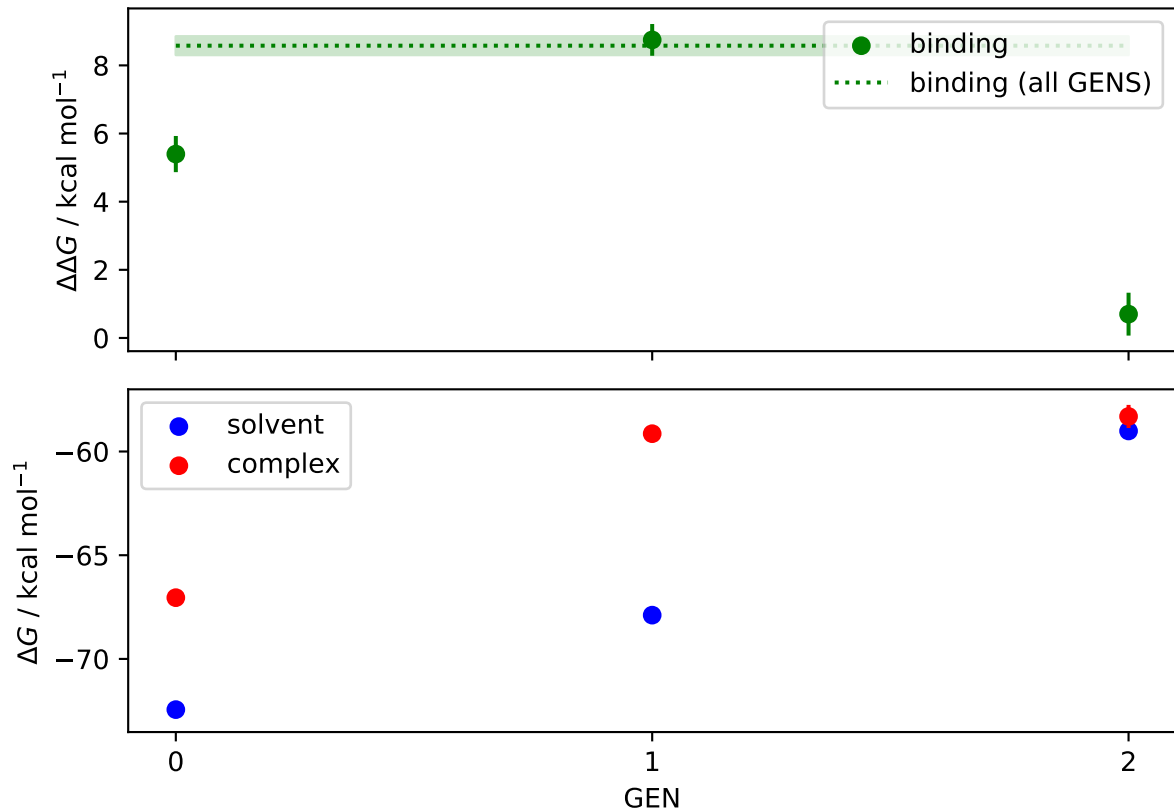 8
6
4
2
0
ΔΔG / kcal mol⁻¹
binding
binding (all GENS)
−60
−65
−70
ΔG / kcal mol⁻¹
solvent
complex
0 1 2
GEN